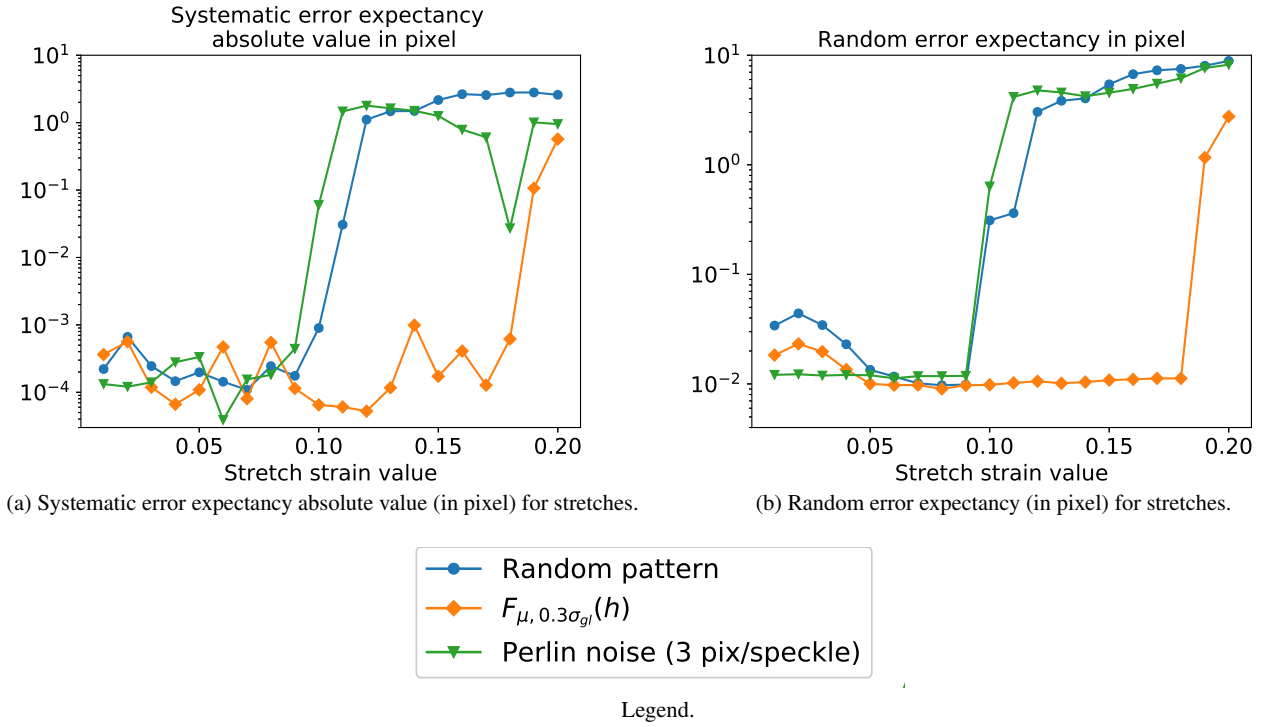 Systematic error expectancy
absolute value in pixel
10^1
10^0
10^−1
10^−2
10^−3
10^−4
0.05 0.10 0.15 0.20
Stretch strain value
(a) Systematic error expectancy absolute value (in pixel) for stretches.
Random error expectancy in pixel
10^1
10^0
10^−1
10^−2
0.00 0.05 0.10 0.15 0.20
Stretch strain value
(b) Random error expectancy (in pixel) for stretches.
Random pattern
F_{μ, 0.3σ_{gl}}(h)
Perlin noise (3 pix/speckle)
Legend.